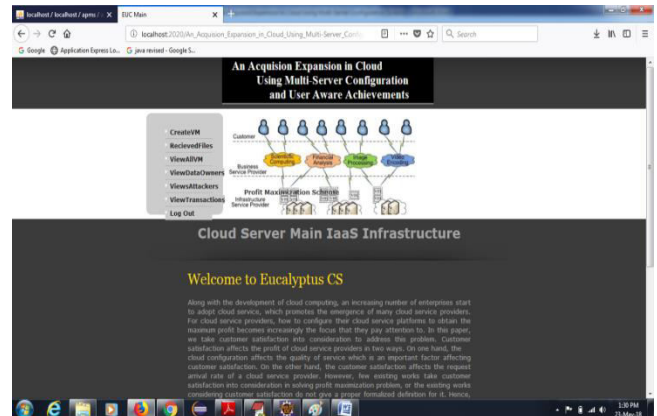 localhost / localhost / apms / c X
EUC Main X
localhost:2020/An_Acqusion_Expansion_in_Cloud_Using_Multi-Server_Con
Search
Google Application Express Lo... java revised - Google S...
An Acquision Expansion in Cloud
Using Multi-Server Configuration
and User Aware Achievements
CreateVM
RecievedFiles
ViewAllVM
ViewDataOweers
ViewsAttackers
ViewTransactions
Log Out
Customer
Scientific Computing
Financial Analysis
Image Processing
Video Encoding
Business
Service Provider
Profit Maximization Scheme
Infrastructure
Service Provider
Cloud Server Main IaaS Infrastructure
Welcome to Eucalyptus CS
Along with the development of cloud computing, an increasing number of enterprises start
to adopt cloud service, which promotes the emergence of many cloud service providers.
For cloud service providers, how to configure their cloud service platforms to obtain the
maximum profit becomes increasingly the focus that they pay attention to. In this paper,
we take customer satisfaction into consideration to address this problem. Customer
satisfaction affects the profit of cloud service providers in two ways. On one hand, the
cloud configuration affects the quality of service which is an important factor affecting
customer satisfaction. On the other hand, the customer satisfaction affects the request
arrival rate of a cloud service provider. However, few existing works take customer
satisfaction into consideration in solving profit maximization problem, or the existing works
considering customer satisfaction do not give a proper formalized definition for it. Hence,
1:30 PM
23-May-18